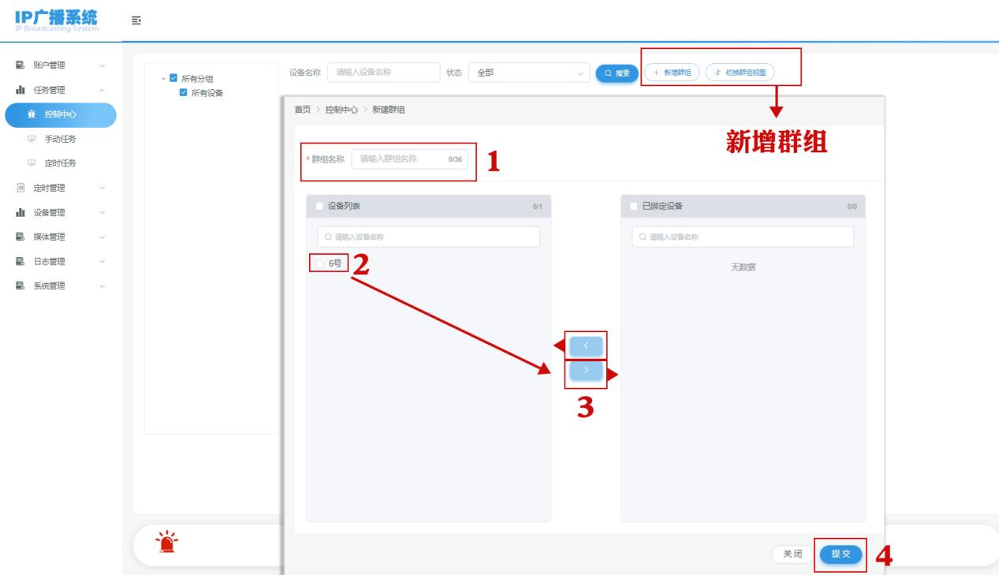 IP广播系统
IP Broadcasting System
账户管理
任务管理
控制中心
手动任务
定时任务
定时管理
设备管理
媒体管理
日志管理
系统管理
所有分组
所有设备
设备名称 请输入设备名称 状态 全部 搜索 新增群组 切换群组视图
首页 > 控制中心 > 新建群组
新增群组
* 群组名称 请输入群组名称 0/36 1
设备列表 0/1
请输入设备名称
6号 2
已绑定设备 0/0
请输入设备名称
无数据
3
关闭 提交 4